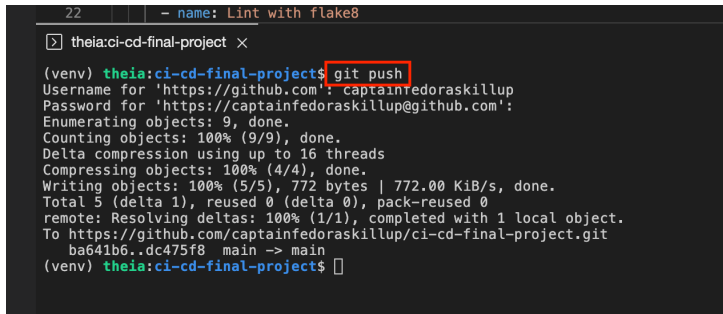 22 - name: Lint with flake8
theia:ci-cd-final-project ×
(venv) theia:ci-cd-final-project$ git push
Username for 'https://github.com': captainfedoraskillup
Password for 'https://captainfedoraskillup@github.com':
Enumerating objects: 9, done.
Counting objects: 100% (9/9), done.
Delta compression using up to 16 threads
Compressing objects: 100% (4/4), done.
Writing objects: 100% (5/5), 772 bytes | 772.00 KiB/s, done.
Total 5 (delta 1), reused 0 (delta 0), pack-reused 0
remote: Resolving deltas: 100% (1/1), completed with 1 local object.
To https://github.com/captainfedoraskillup/ci-cd-final-project.git
   ba641b6..dc475f8  main -> main
(venv) theia:ci-cd-final-project$